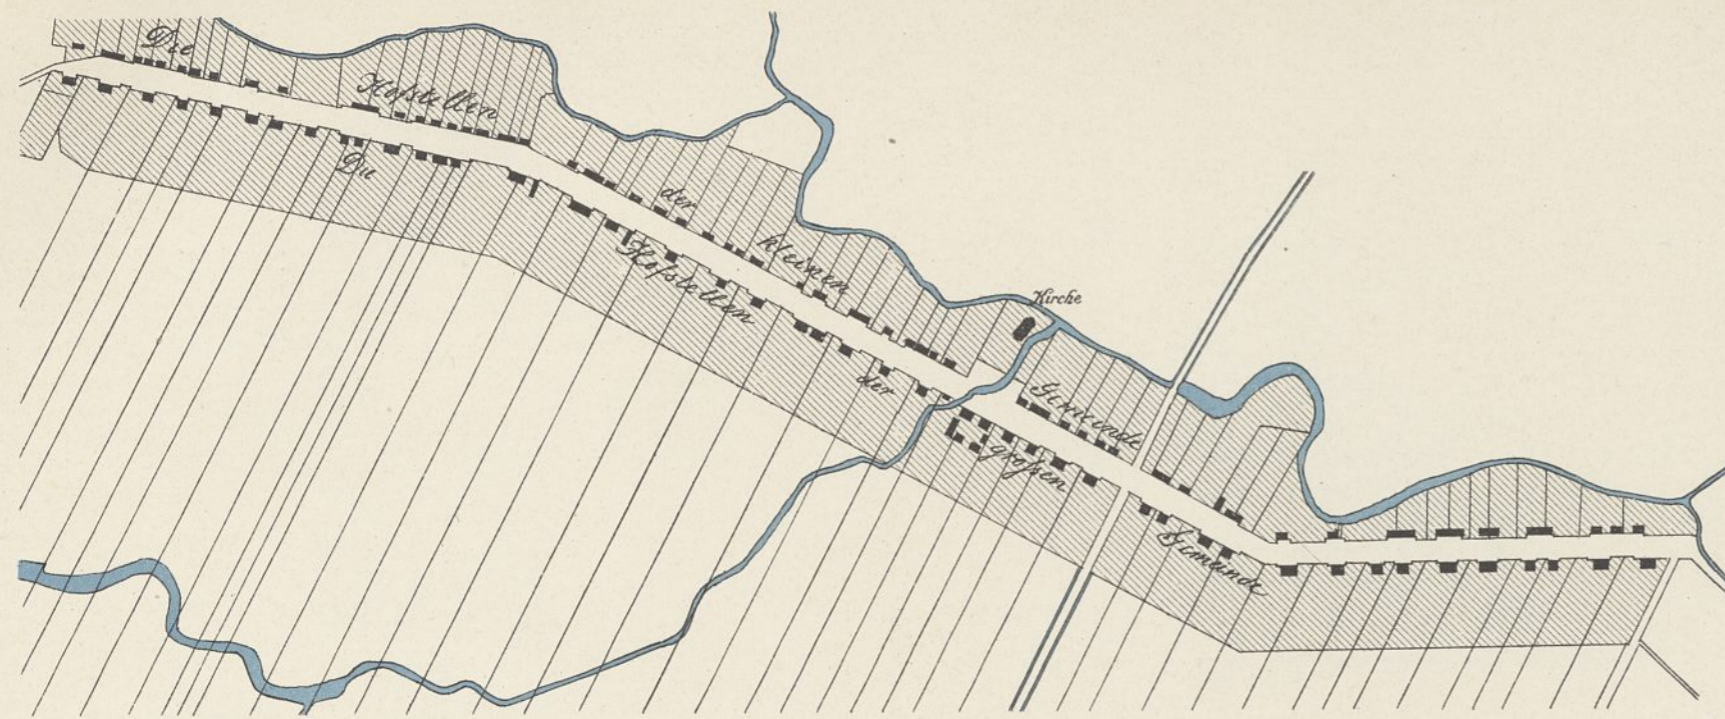 Die Hofstellen der kleinen Gemeinde
Kirche
Die Hofstellen der großen Gemeinde